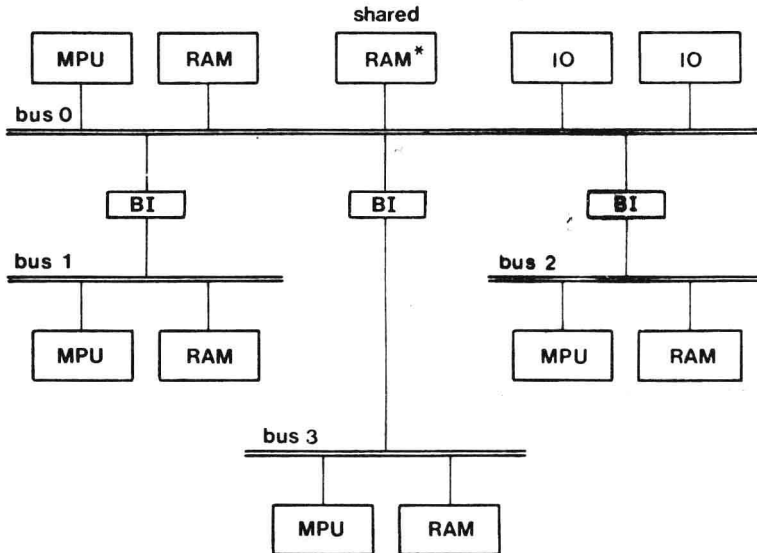 shared
MPU
RAM
RAM*
IO
IO
bus 0
BI
BI
BI
bus 1
bus 2
MPU
RAM
MPU
RAM
bus 3
MPU
RAM